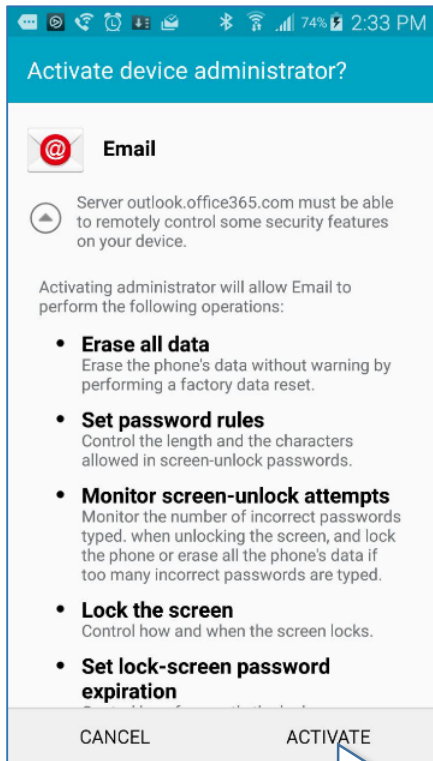 74% 2:33 PM
Activate device administrator?
@ Email
Server outlook.office365.com must be able
to remotely control some security features
on your device.
Activating administrator will allow Email to
perform the following operations:
• Erase all data
Erase the phone's data without warning by
performing a factory data reset.
• Set password rules
Control the length and the characters
allowed in screen-unlock passwords.
• Monitor screen-unlock attempts
Monitor the number of incorrect passwords
typed. when unlocking the screen, and lock
the phone or erase all the phone's data if
too many incorrect passwords are typed.
• Lock the screen
Control how and when the screen locks.
• Set lock-screen password
expiration
CANCEL ACTIVATE